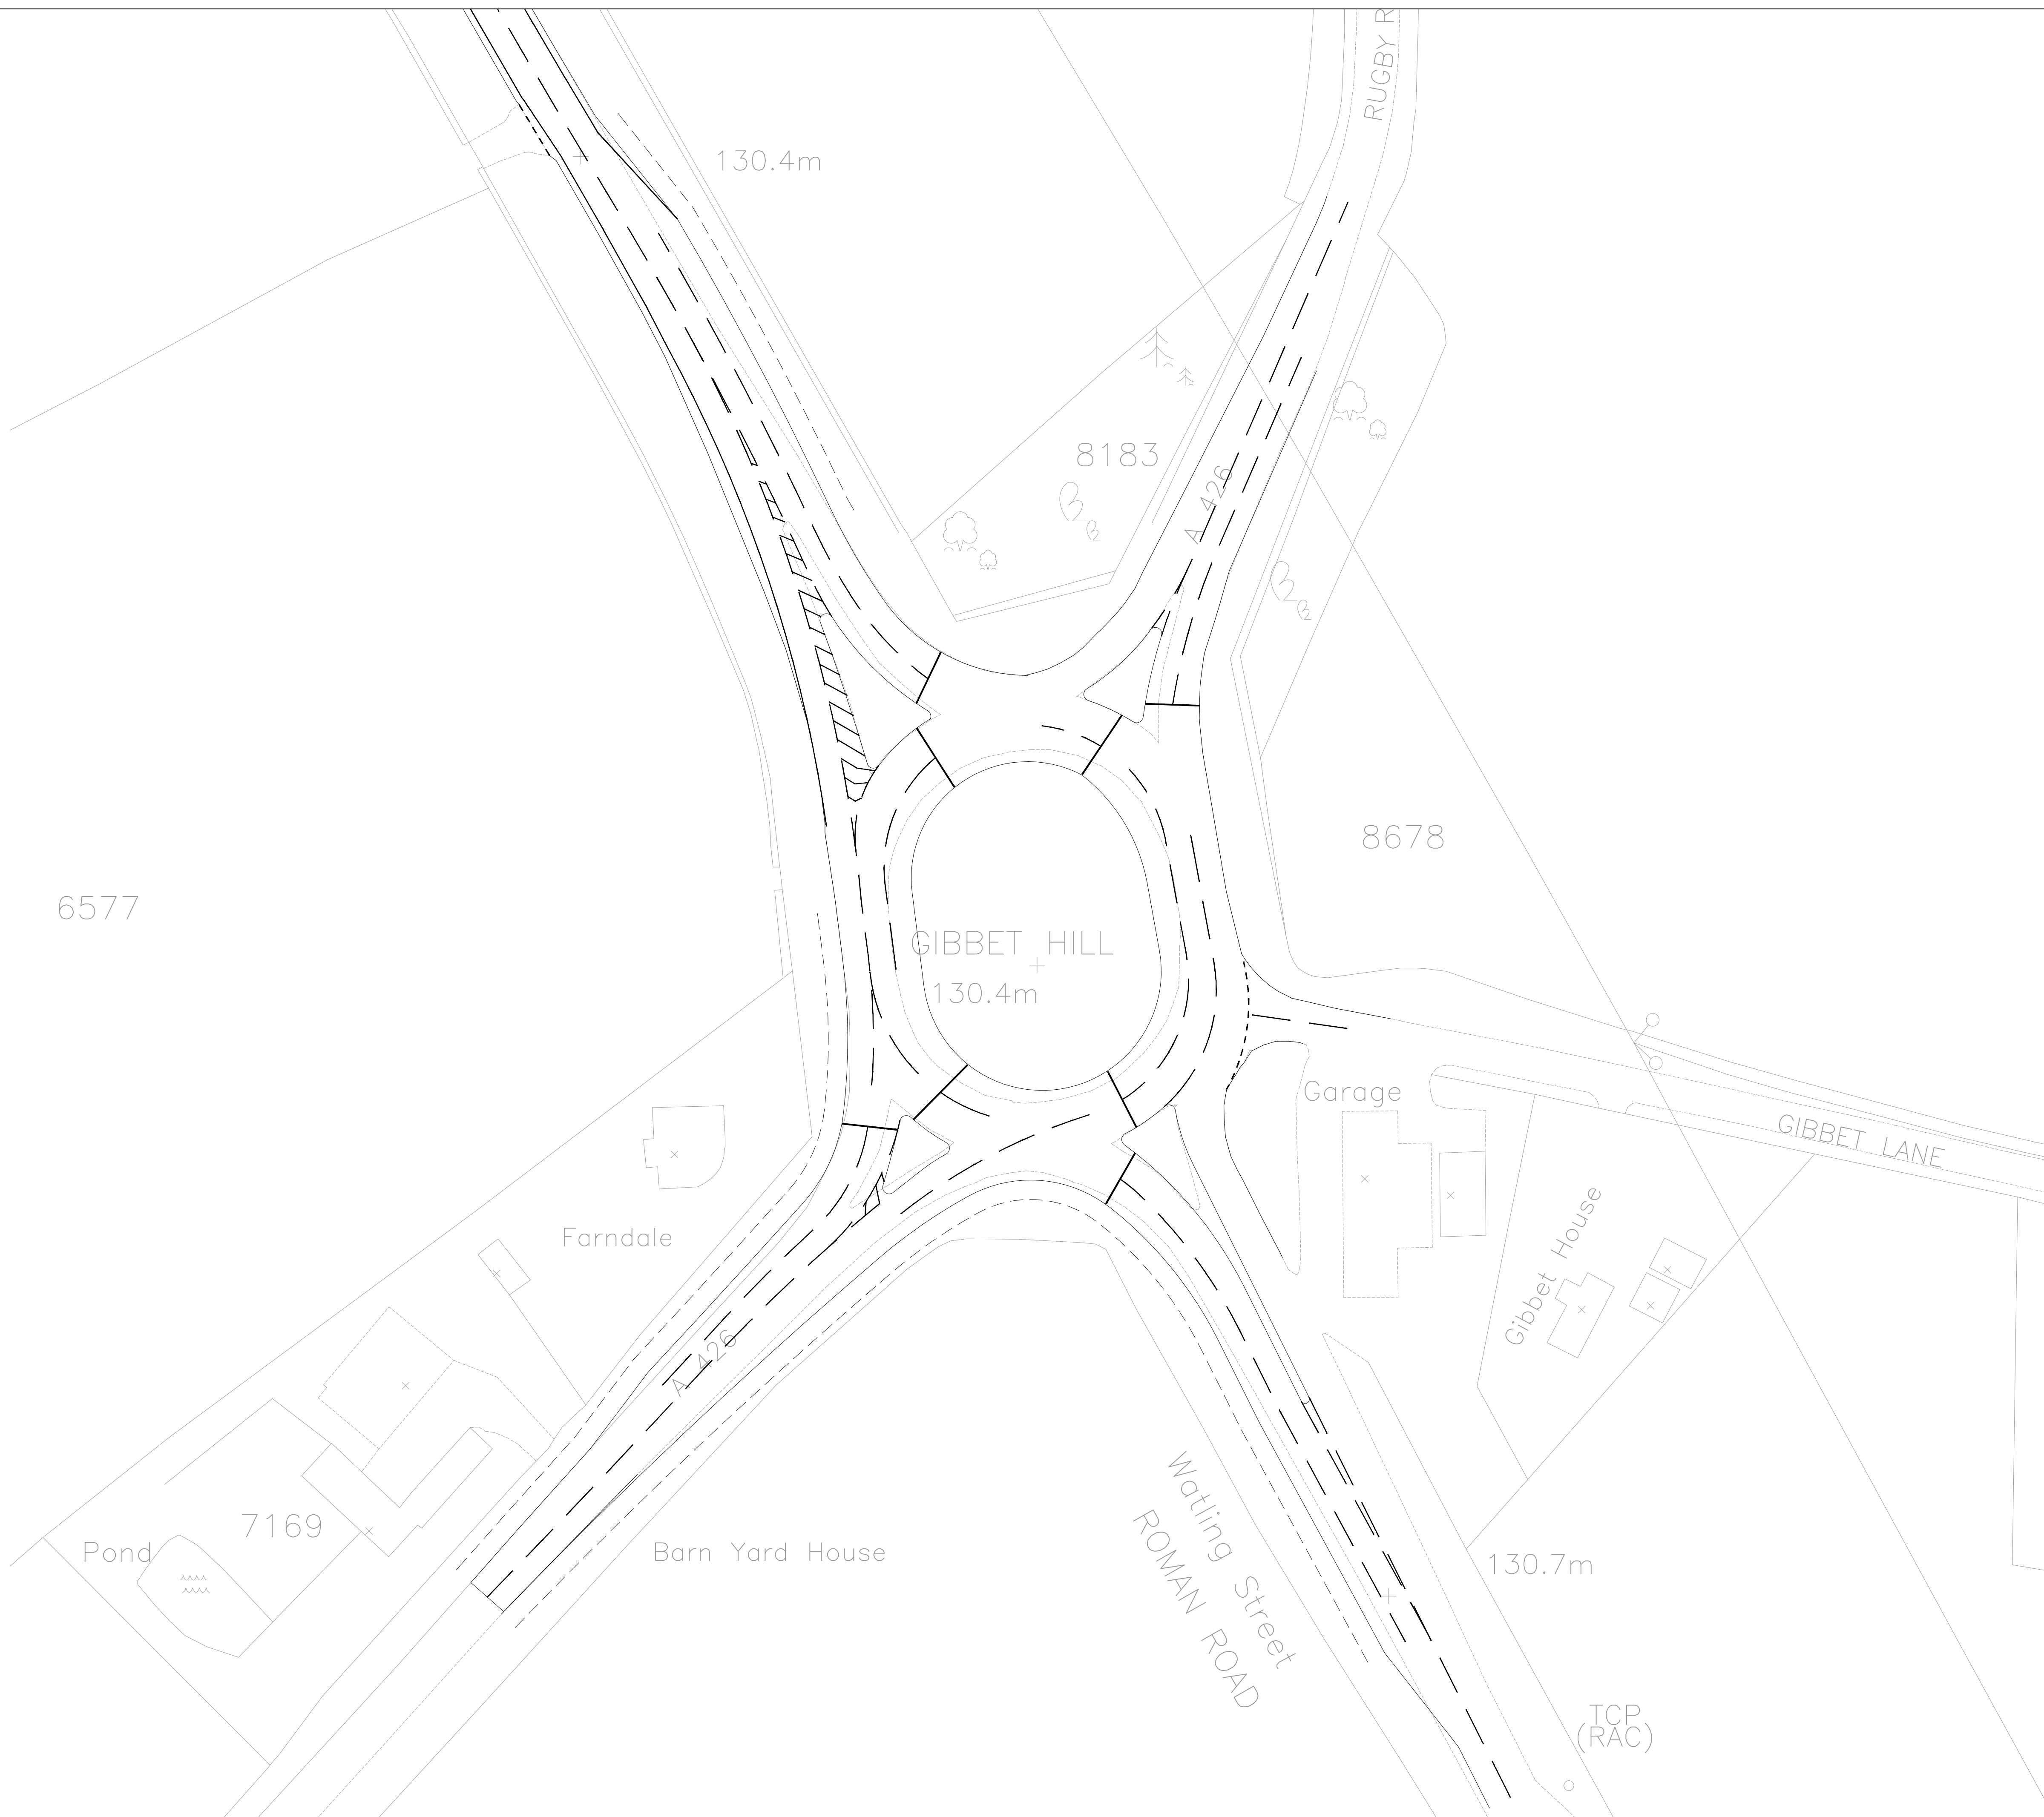 RUGBY R
130.4m
8183
A 426
8678
6577
GIBBET HILL
130.4m
Garage
GIBBET LANE
Gibbet House
Farndale
A 426
7169
Pond
Barn Yard House
Watling Street
ROMAN ROAD
130.7m
TCP
(RAC)